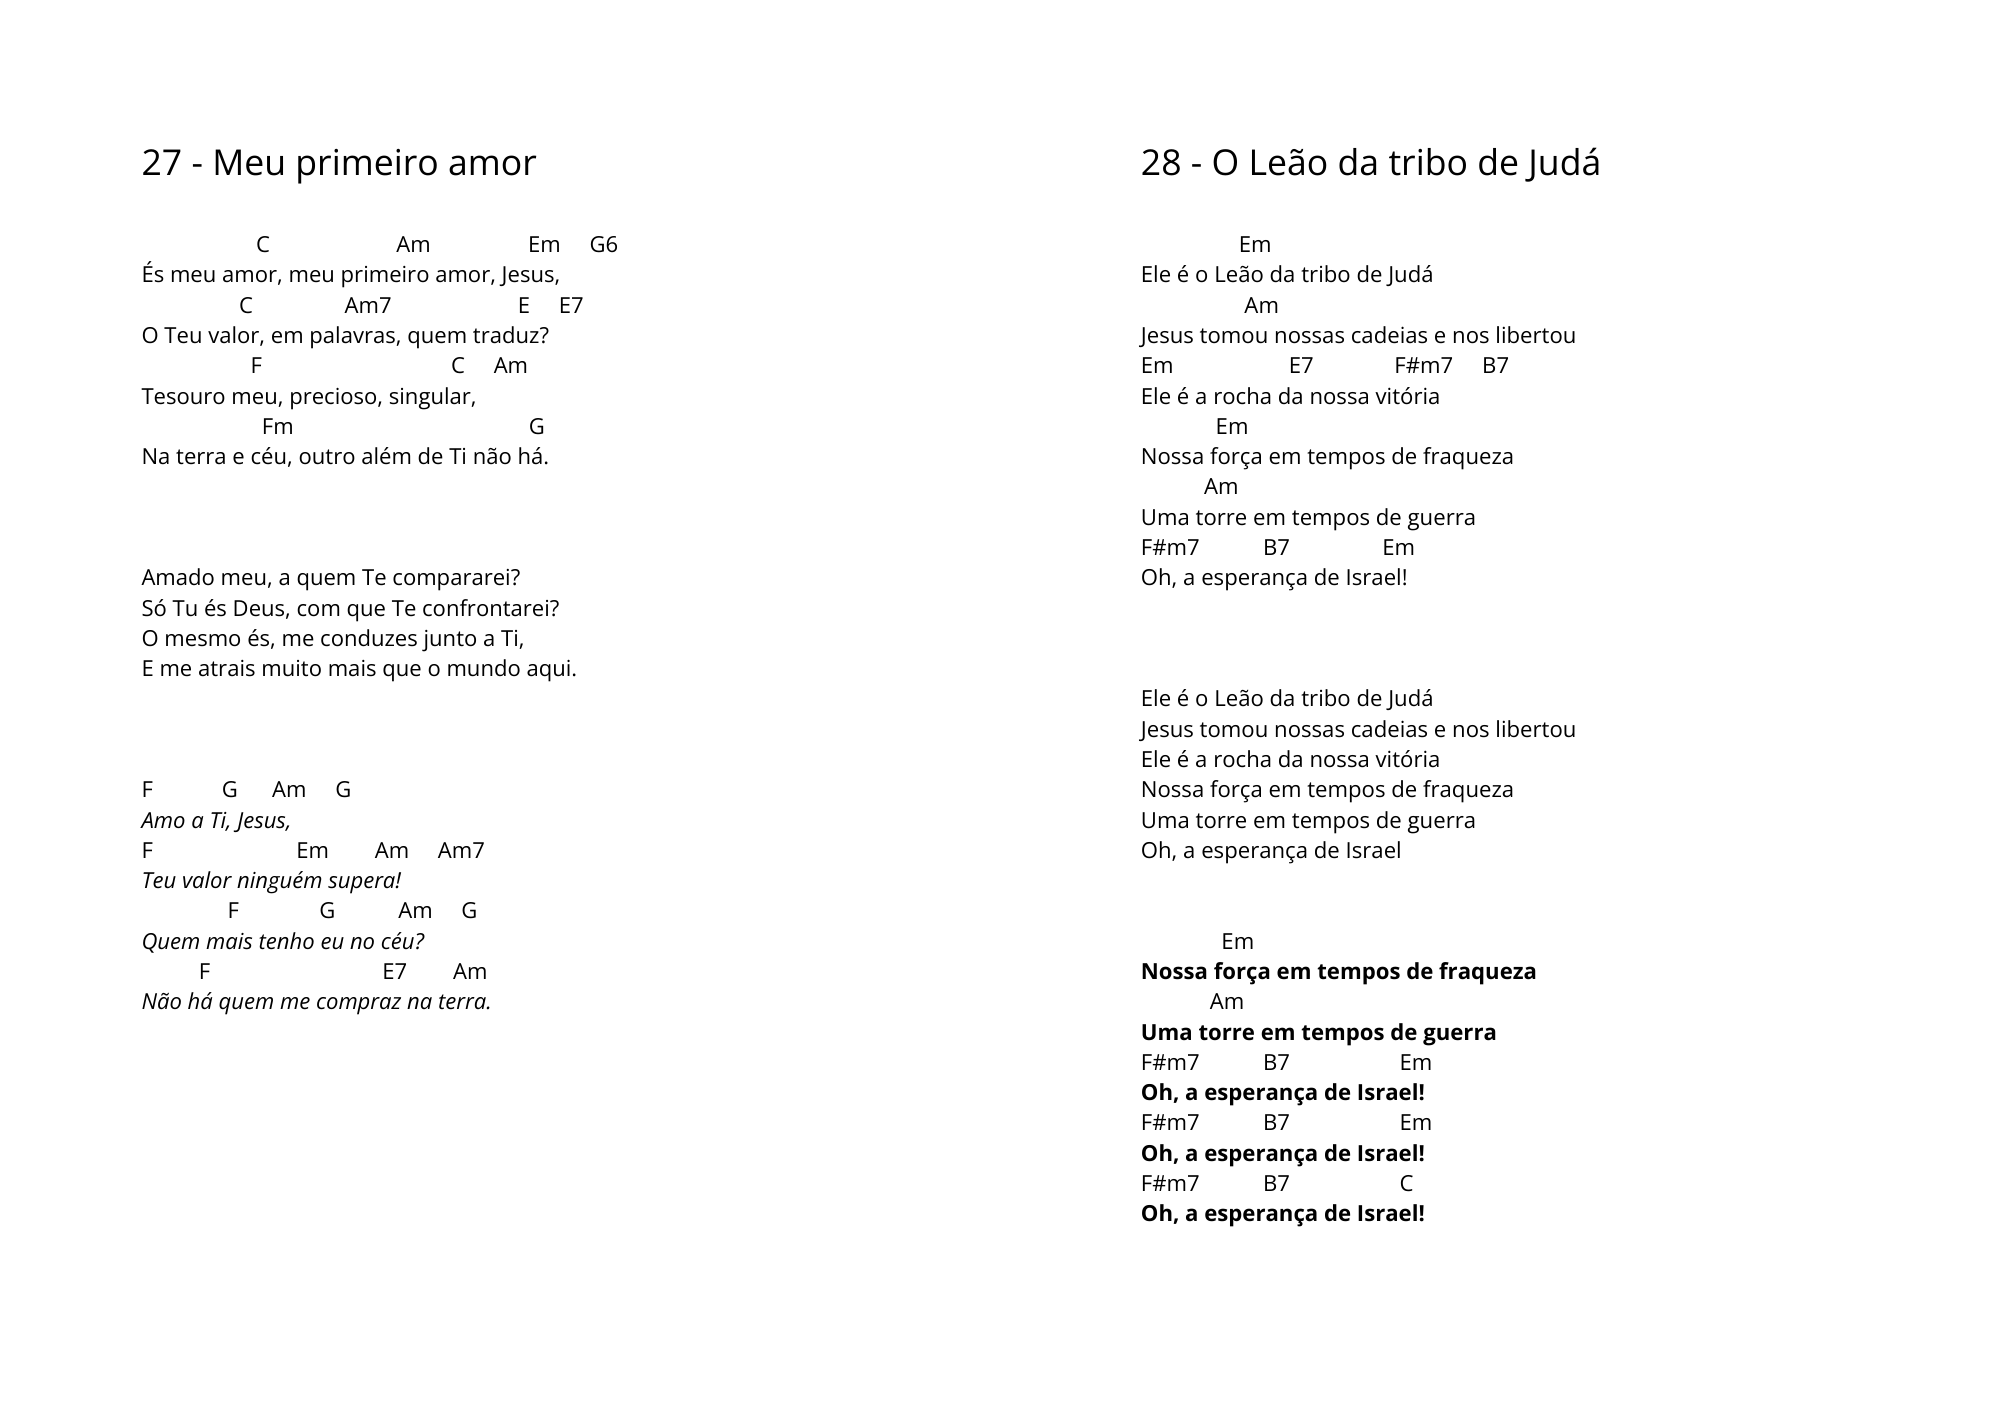 27 - Meu primeiro amor
C Am Em G6
És meu amor, meu primeiro amor, Jesus,
C Am7 E E7
O Teu valor, em palavras, quem traduz?
F C Am
Tesouro meu, precioso, singular,
Fm G
Na terra e céu, outro além de Ti não há.
Amado meu, a quem Te compararei?
Só Tu és Deus, com que Te confrontarei?
O mesmo és, me conduzes junto a Ti,
E me atrais muito mais que o mundo aqui.
F G Am G
Amo a Ti, Jesus,
F Em Am Am7
Teu valor ninguém supera!
F G Am G
Quem mais tenho eu no céu?
F E7 Am
Não há quem me compraz na terra.
28 - O Leão da tribo de Judá
Em
Ele é o Leão da tribo de Judá
Am
Jesus tomou nossas cadeias e nos libertou
Em E7 F#m7 B7
Ele é a rocha da nossa vitória
Em
Nossa força em tempos de fraqueza
Am
Uma torre em tempos de guerra
F#m7 B7 Em
Oh, a esperança de Israel!
Ele é o Leão da tribo de Judá
Jesus tomou nossas cadeias e nos libertou
Ele é a rocha da nossa vitória
Nossa força em tempos de fraqueza
Uma torre em tempos de guerra
Oh, a esperança de Israel
Em
Nossa força em tempos de fraqueza
Am
Uma torre em tempos de guerra
F#m7 B7 Em
Oh, a esperança de Israel!
F#m7 B7 Em
Oh, a esperança de Israel!
F#m7 B7 C
Oh, a esperança de Israel!